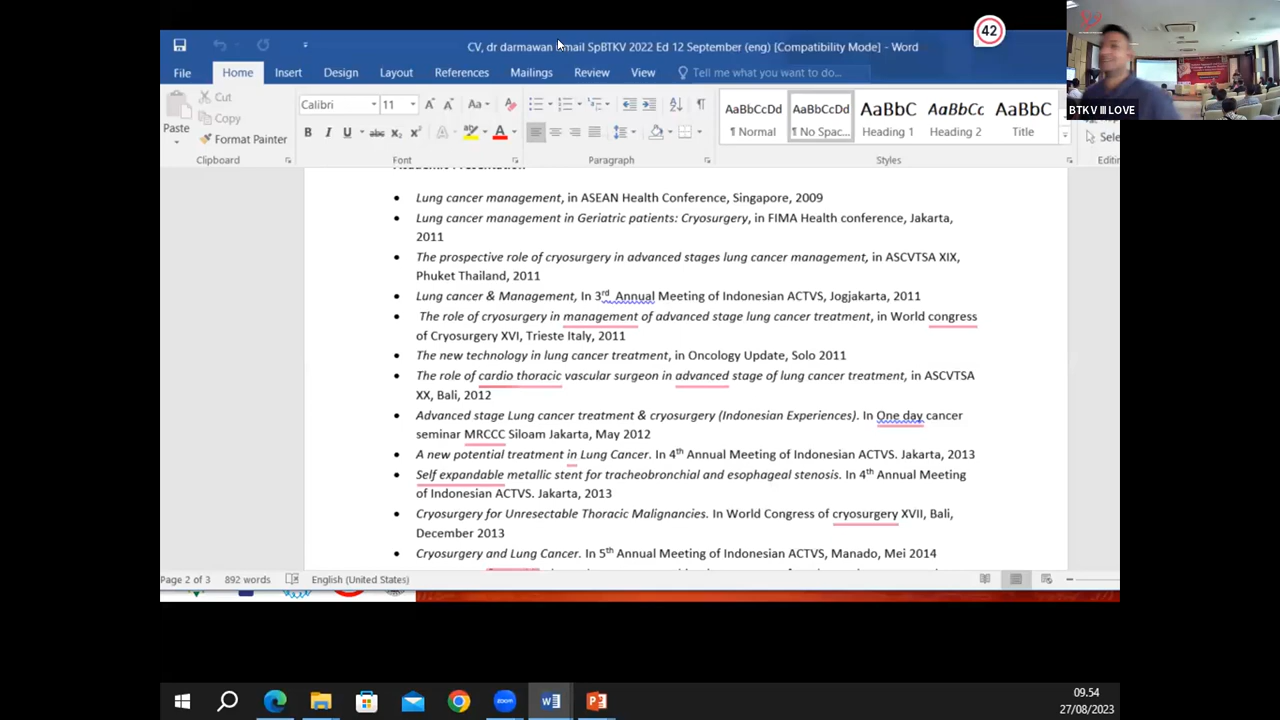 42
CV, dr darmawan ismail SpBTKV 2022 Ed 12 September (eng) [Compatibility Mode] - Word
File Home Insert Design Layout References Mailings Review View Tell me what you want to do...
BTKV III LOVE
Cut
Copy
Format Painter
Paste
Calibri 11
AaBbCcDd AaBbCcDd AaBbC AaBbCc AaBbC
¶ Normal ¶ No Spac... Heading 1 Heading 2 Title
Clipboard Font Paragraph Styles
Academic Presentation
• Lung cancer management, in ASEAN Health Conference, Singapore, 2009
• Lung cancer management in Geriatric patients: Cryosurgery, in FIMA Health conference, Jakarta,
2011
• The prospective role of cryosurgery in advanced stages lung cancer management, in ASCVTSA XIX,
Phuket Thailand, 2011
• Lung cancer & Management, In 3rd Annual Meeting of Indonesian ACTVS, Jogjakarta, 2011
• The role of cryosurgery in management of advanced stage lung cancer treatment, in World congress
of Cryosurgery XVI, Trieste Italy, 2011
• The new technology in lung cancer treatment, in Oncology Update, Solo 2011
• The role of cardio thoracic vascular surgeon in advanced stage of lung cancer treatment, in ASCVTSA
XX, Bali, 2012
• Advanced stage Lung cancer treatment & cryosurgery (Indonesian Experiences). In One day cancer
seminar MRCCC Siloam Jakarta, May 2012
• A new potential treatment in Lung Cancer. In 4th Annual Meeting of Indonesian ACTVS. Jakarta, 2013
• Self expandable metallic stent for tracheobronchial and esophageal stenosis. In 4th Annual Meeting
of Indonesian ACTVS. Jakarta, 2013
• Cryosurgery for Unresectable Thoracic Malignancies. In World Congress of cryosurgery XVII, Bali,
December 2013
• Cryosurgery and Lung Cancer. In 5th Annual Meeting of Indonesian ACTVS, Manado, Mei 2014
Page 2 of 3 892 words English (United States)
zoom
09.54
27/08/2023